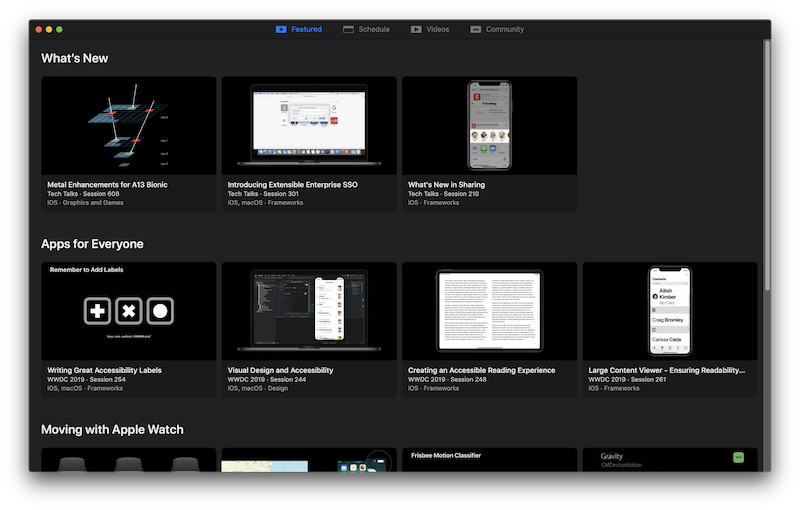 Featured
Schedule
Videos
Community
What's New
Metal Enhancements for A13 Bionic
Tech Talks · Session 608
iOS · Graphics and Games
Introducing Extensible Enterprise SSO
Tech Talks · Session 301
iOS, macOS · Frameworks
What's New in Sharing
Tech Talks · Session 210
iOS · Frameworks
Apps for Everyone
Remember to Add Labels
Writing Great Accessibility Labels
WWDC 2019 · Session 254
iOS, macOS · Frameworks
Visual Design and Accessibility
WWDC 2019 · Session 244
iOS, macOS · Design
Creating an Accessible Reading Experience
WWDC 2019 · Session 248
iOS · Frameworks
Contacts
Ailish
Kimber
My Card
B
Craig Bromley
C
Carissa Carje
Large Content Viewer - Ensuring Readability...
WWDC 2019 · Session 261
iOS · Frameworks
Moving with Apple Watch
Frisbee Motion Classifier
Gravity
CMDeviceMotion